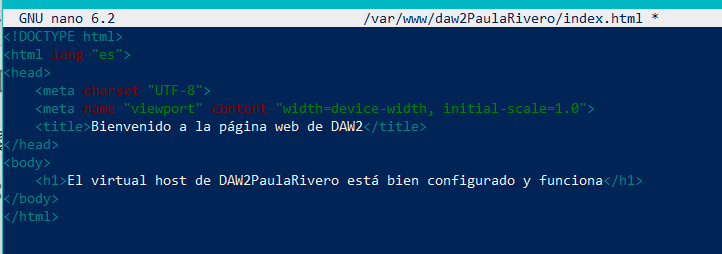 GNU nano 6.2 /var/www/daw2PaulaRivero/index.html *
<!DOCTYPE html>
<html lang="es">
<head>
    <meta charset="UTF-8">
    <meta name="viewport" content="width=device-width, initial-scale=1.0">
    <title>Bienvenido a la página web de DAW2</title>
</head>
<body>
    <h1>El virtual host de DAW2PaulaRivero está bien configurado y funciona</h1>
</body>
</html>